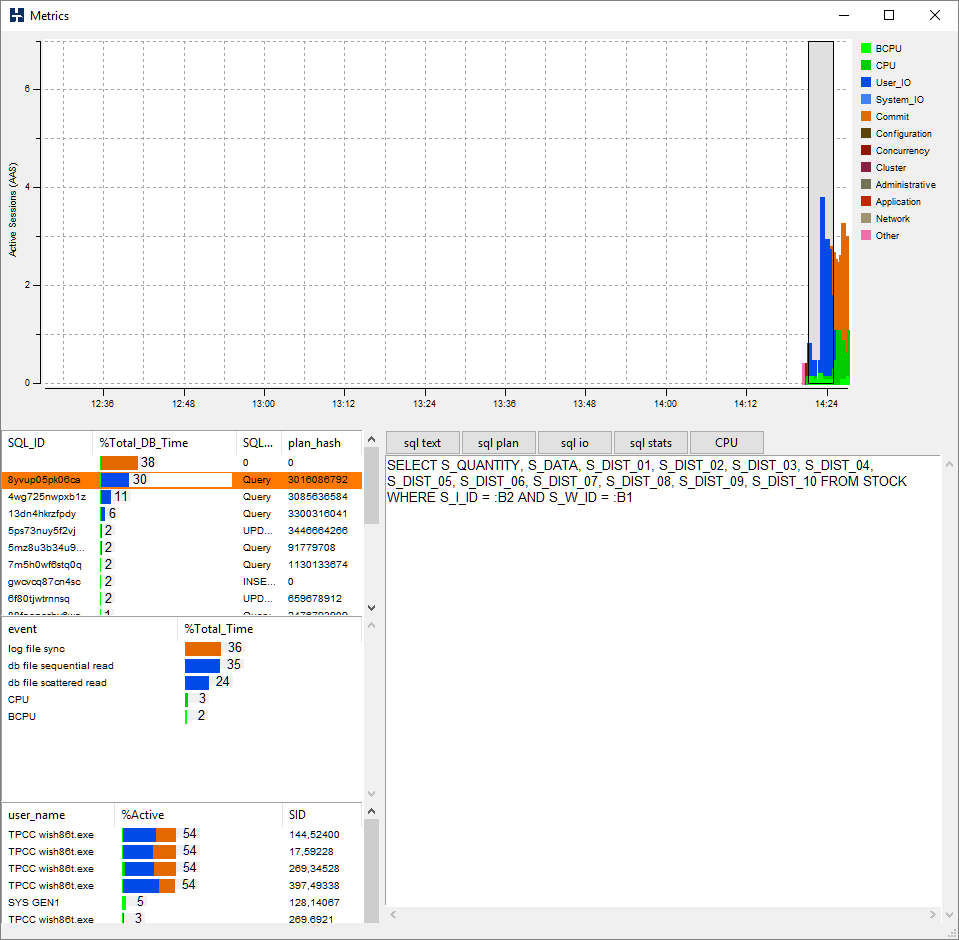 Metrics
BCPU
CPU
User_IO
System_IO
Commit
Configuration
Concurrency
Cluster
Administrative
Application
Network
Other
Active Sessions (AAS)
6
4
2
0
12:36 12:48 13:00 13:12 13:24 13:36 13:48 14:00 14:12 14:24
SQL_ID %Total_DB_Time SQL... plan_hash
38 0 0
8yvup05pk06ca 30 Query 3016086792
4wg725nwpxb1z 11 Query 3085636584
13dn4hkrzfpdy 6 Query 3300316041
5ps73nuy5f2vj 2 UPD... 3446664266
5mz8u3b34u9... 2 Query 91779708
7m5h0wf6stq0q 2 Query 1130133674
gwcvcq87cn4sc 2 INSE... 0
6f80tjwtrnnsq 2 UPD... 659678912
sql text sql plan sql io sql stats CPU
SELECT S_QUANTITY, S_DATA, S_DIST_01, S_DIST_02, S_DIST_03, S_DIST_04,
S_DIST_05, S_DIST_06, S_DIST_07, S_DIST_08, S_DIST_09, S_DIST_10 FROM STOCK
WHERE S_I_ID = :B2 AND S_W_ID = :B1
event %Total_Time
log file sync 36
db file sequential read 35
db file scattered read 24
CPU 3
BCPU 2
user_name %Active SID
TPCC wish86t.exe 54 144,52400
TPCC wish86t.exe 54 17,59228
TPCC wish86t.exe 54 269,34528
TPCC wish86t.exe 54 397,49338
SYS GEN1 5 128,14067
TPCC wish86t.exe 3 269,6921